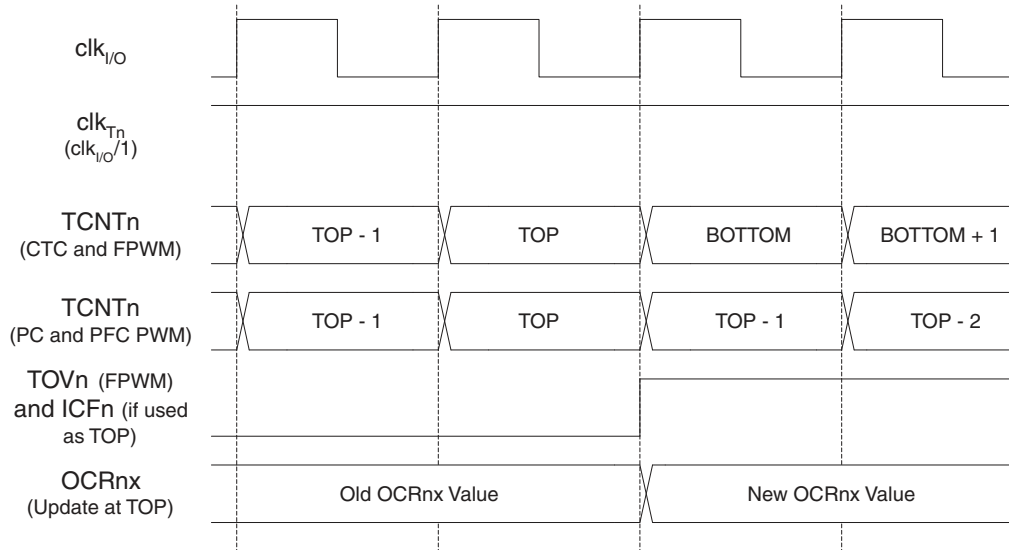 clkI/O
clkTn
(clkI/O/1)
TCNTn
(CTC and FPWM)
TOP - 1 TOP BOTTOM BOTTOM + 1
TCNTn
(PC and PFC PWM)
TOP - 1 TOP TOP - 1 TOP - 2
TOVn (FPWM)
and ICFn (if used
as TOP)
OCRnx
(Update at TOP)
Old OCRnx Value New OCRnx Value